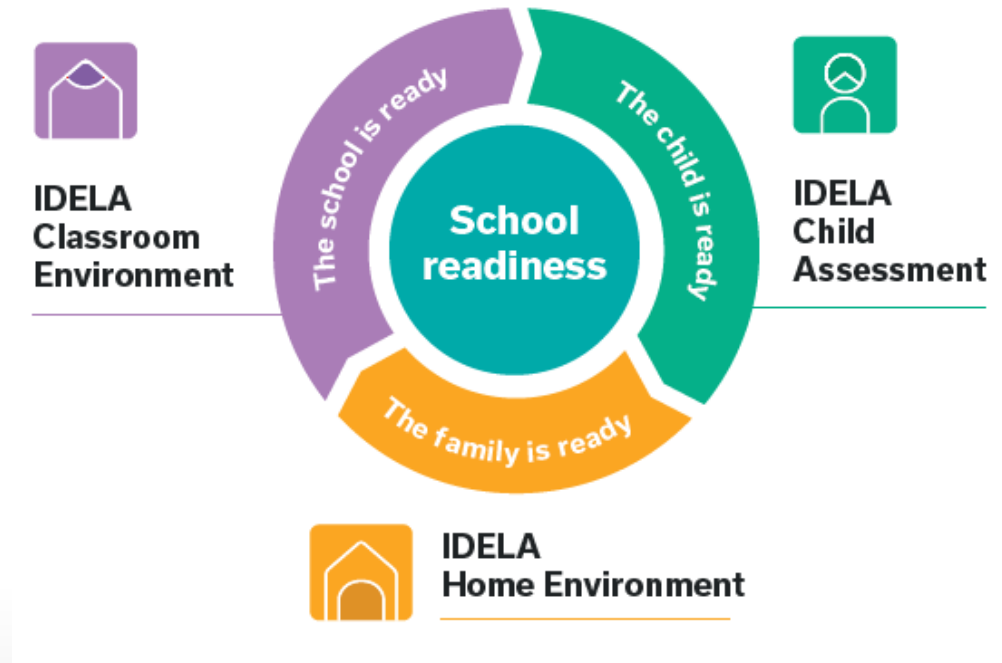 The school is ready
The child is ready
School
readiness
The family is ready
IDELA
Classroom
Environment
IDELA
Child
Assessment
IDELA
Home Environment